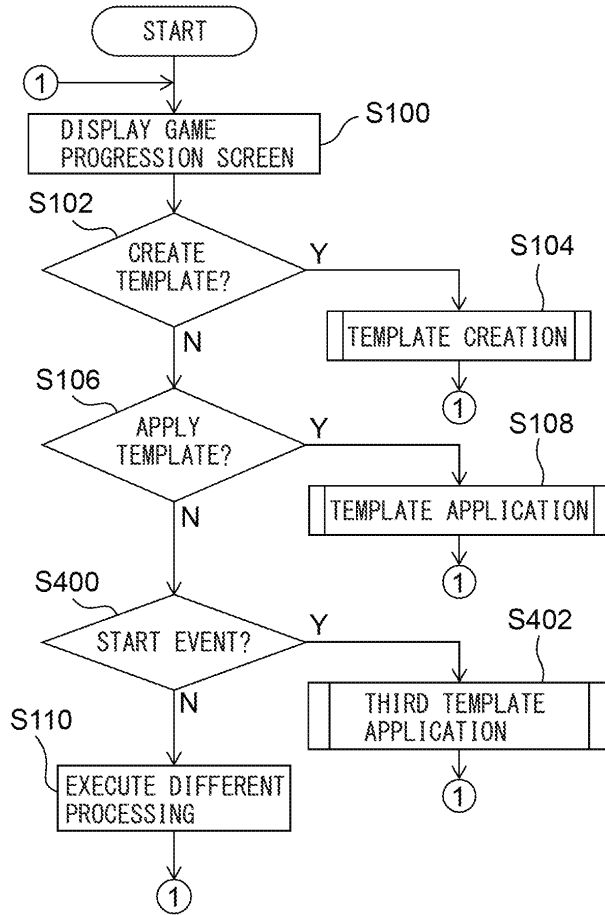 START
1
DISPLAY GAME
PROGRESSION SCREEN
S100
S102
CREATE
TEMPLATE?
Y
N
S104
TEMPLATE CREATION
1
S106
APPLY
TEMPLATE?
Y
N
S108
TEMPLATE APPLICATION
1
S400
START EVENT?
Y
N
S402
THIRD TEMPLATE
APPLICATION
1
S110
EXECUTE DIFFERENT
PROCESSING
1